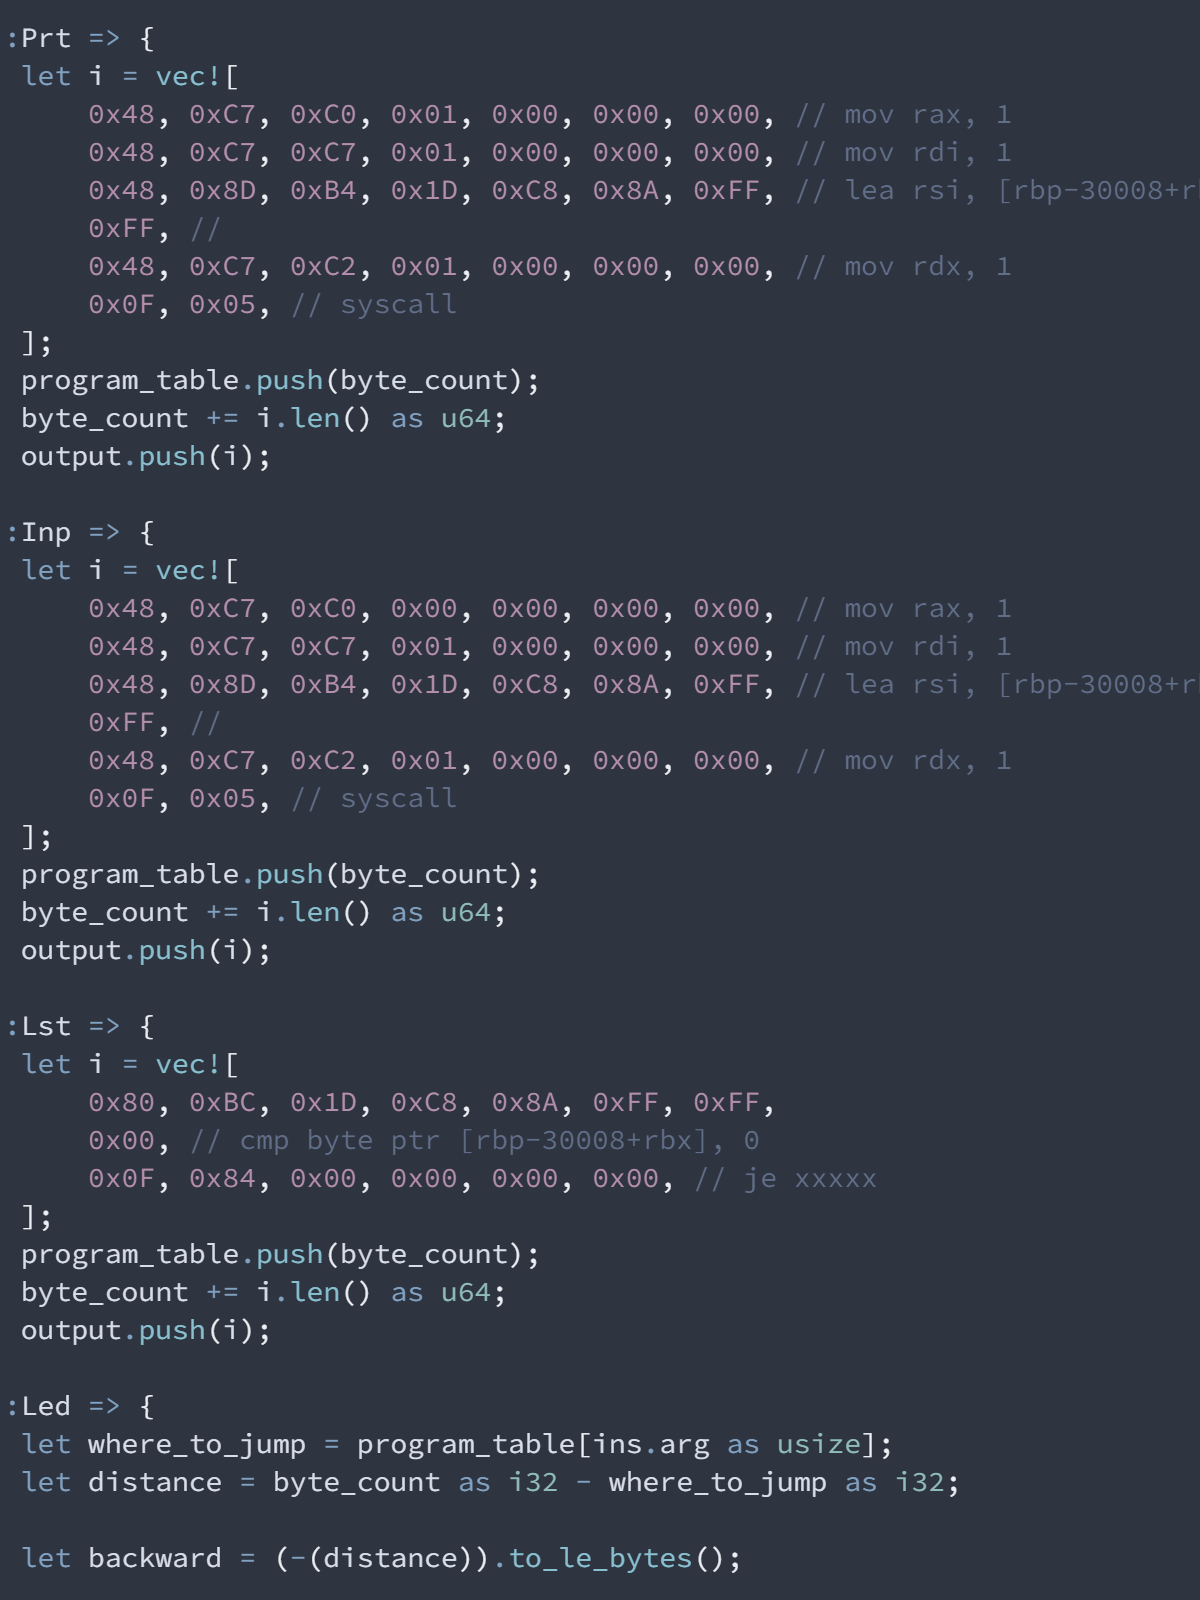 :Prt => {
let i = vec![
0x48, 0xC7, 0xC0, 0x01, 0x00, 0x00, 0x00, // mov rax, 1
0x48, 0xC7, 0xC7, 0x01, 0x00, 0x00, 0x00, // mov rdi, 1
0x48, 0x8D, 0xB4, 0x1D, 0xC8, 0x8A, 0xFF, // lea rsi, [rbp-30008+r
0xFF, //
0x48, 0xC7, 0xC2, 0x01, 0x00, 0x00, 0x00, // mov rdx, 1
0x0F, 0x05, // syscall
];
program_table.push(byte_count);
byte_count += i.len() as u64;
output.push(i);
:Inp => {
let i = vec![
0x48, 0xC7, 0xC0, 0x00, 0x00, 0x00, 0x00, // mov rax, 1
0x48, 0xC7, 0xC7, 0x01, 0x00, 0x00, 0x00, // mov rdi, 1
0x48, 0x8D, 0xB4, 0x1D, 0xC8, 0x8A, 0xFF, // lea rsi, [rbp-30008+r
0xFF, //
0x48, 0xC7, 0xC2, 0x01, 0x00, 0x00, 0x00, // mov rdx, 1
0x0F, 0x05, // syscall
];
program_table.push(byte_count);
byte_count += i.len() as u64;
output.push(i);
:Lst => {
let i = vec![
0x80, 0xBC, 0x1D, 0xC8, 0x8A, 0xFF, 0xFF,
0x00, // cmp byte ptr [rbp-30008+rbx], 0
0x0F, 0x84, 0x00, 0x00, 0x00, 0x00, // je xxxxx
];
program_table.push(byte_count);
byte_count += i.len() as u64;
output.push(i);
:Led => {
let where_to_jump = program_table[ins.arg as usize];
let distance = byte_count as i32 - where_to_jump as i32;
let backward = (-(distance)).to_le_bytes();